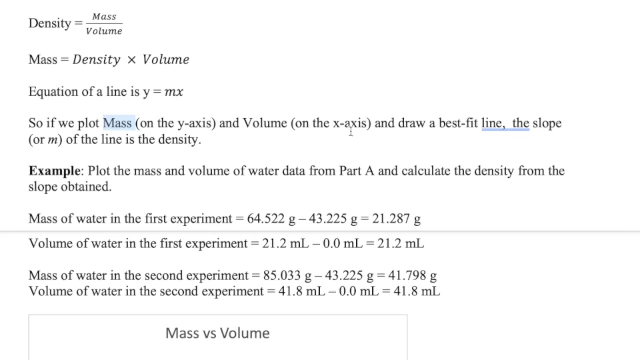 Density = Mass / Volume
Mass = Density × Volume
Equation of a line is y = mx
So if we plot Mass (on the y-axis) and Volume (on the x-axis) and draw a best-fit line,  the slope
(or m) of the line is the density.
Example: Plot the mass and volume of water data from Part A and calculate the density from the
slope obtained.
Mass of water in the first experiment = 64.522 g – 43.225 g = 21.287 g
Volume of water in the first experiment = 21.2 mL – 0.0 mL = 21.2 mL
Mass of water in the second experiment = 85.033 g – 43.225 g = 41.798 g
Volume of water in the second experiment = 41.8 mL – 0.0 mL = 41.8 mL
Mass vs Volume